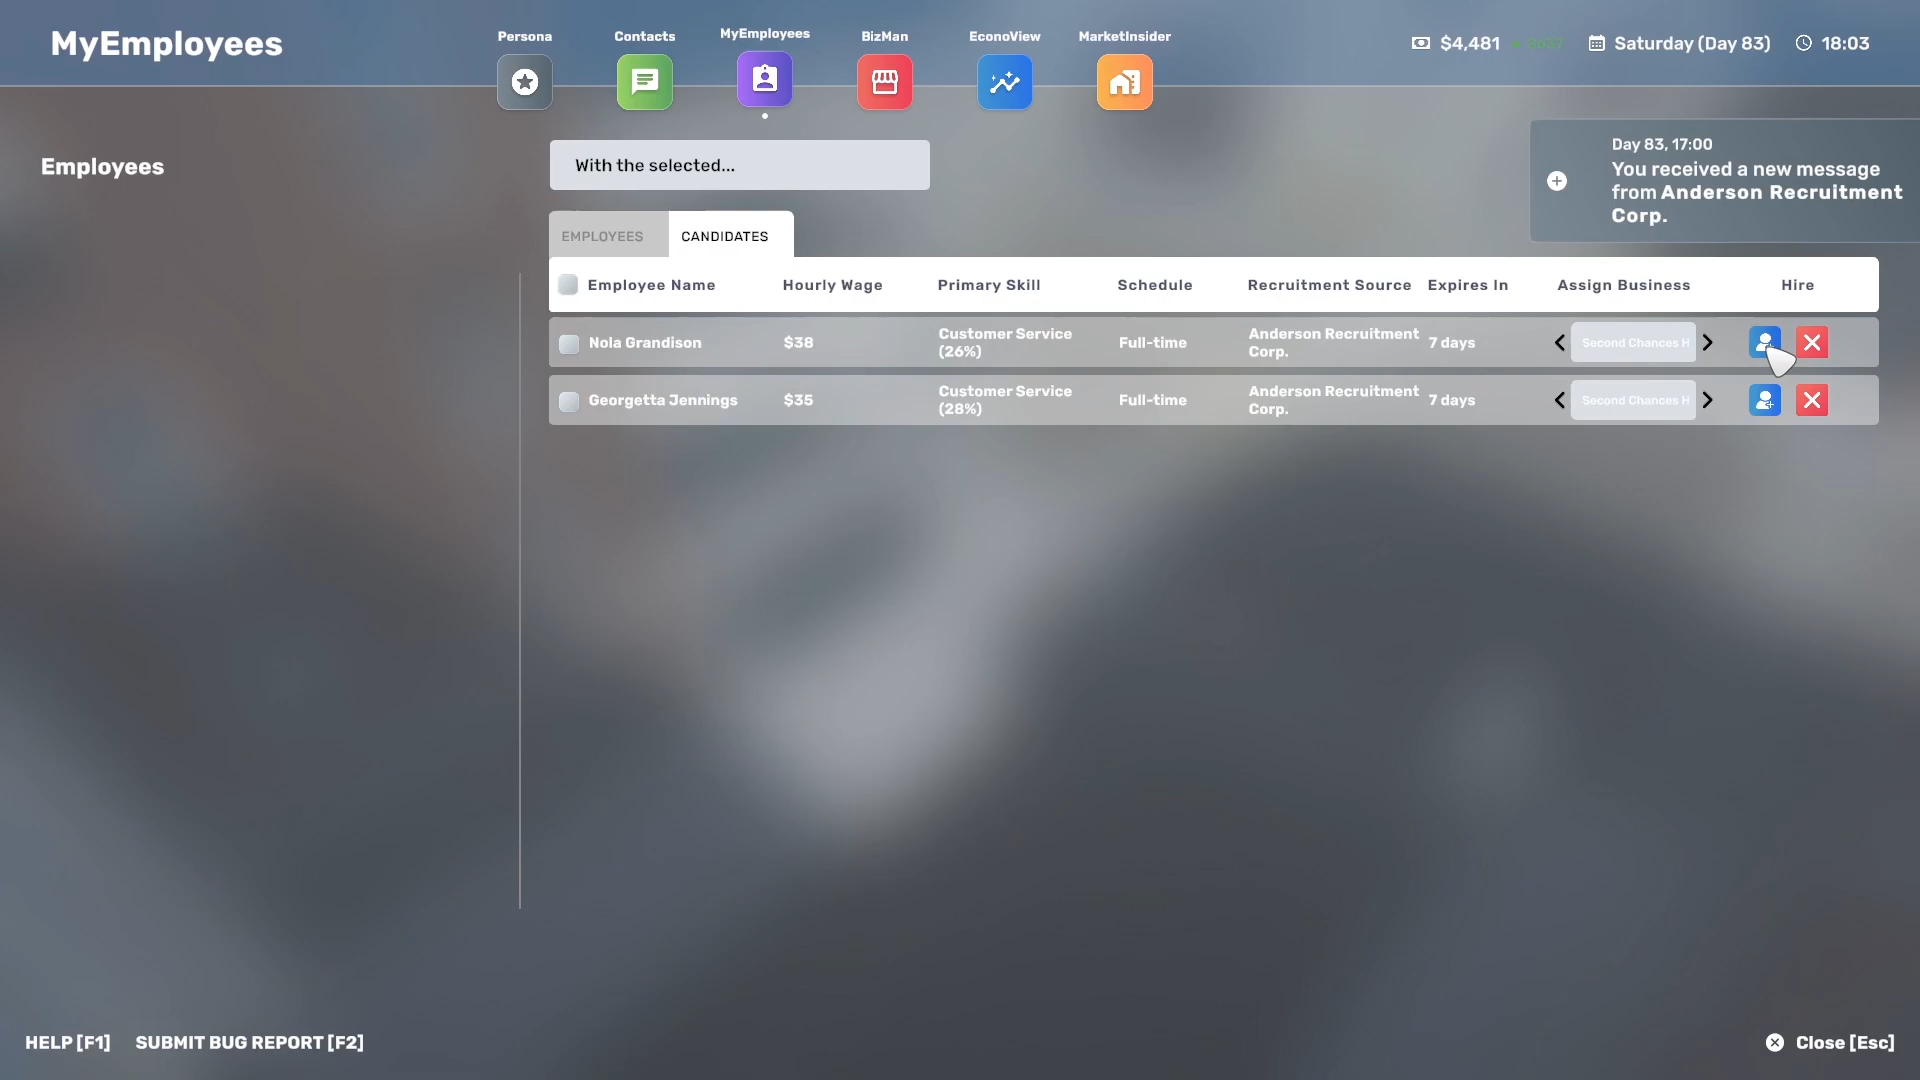 MyEmployees
Persona
Contacts
MyEmployees
BizMan
EconoView
MarketInsider
$4,481
Saturday (Day 83)
18:03
Employees
With the selected...
Day 83, 17:00
You received a new message
from Anderson Recruitment
Corp.
EMPLOYEES
CANDIDATES
Employee Name
Hourly Wage
Primary Skill
Schedule
Recruitment Source
Expires In
Assign Business
Hire
Nola Grandison
$38
Customer Service
(26%)
Full-time
Anderson Recruitment
Corp.
7 days
Second Chances H
Georgetta Jennings
$35
Customer Service
(28%)
Full-time
Anderson Recruitment
Corp.
7 days
Second Chances H
HELP [F1]
SUBMIT BUG REPORT [F2]
Close [Esc]